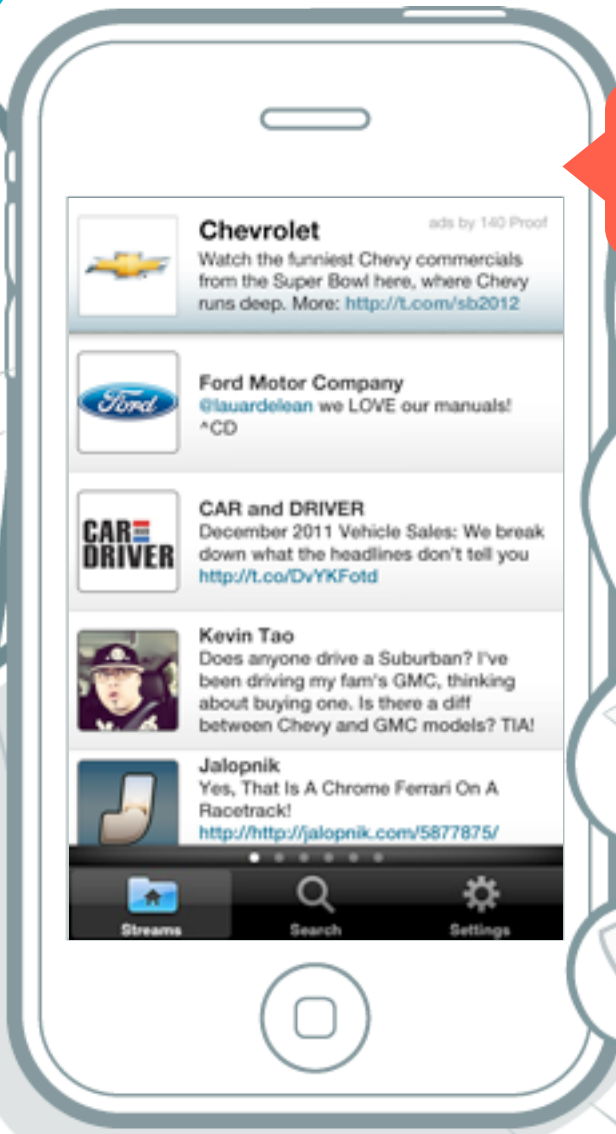 Chevrolet
ads by 140 Proof
Watch the funniest Chevy commercials
from the Super Bowl here, where Chevy
runs deep. More: http://t.com/sb2012
Ford
Ford Motor Company
@lauardelean we LOVE our manuals!
^CD
CAR and DRIVER
CAR
DRIVER
December 2011 Vehicle Sales: We break
down what the headlines don't tell you
http://t.co/DvYKFotd
Kevin Tao
Does anyone drive a Suburban? I've
been driving my fam's GMC, thinking
about buying one. Is there a diff
between Chevy and GMC models? TIA!
Jalopnik
Yes, That Is A Chrome Ferrari On A
Racetrack!
http://http://jalopnik.com/5877875/
Streams
Search
Settings